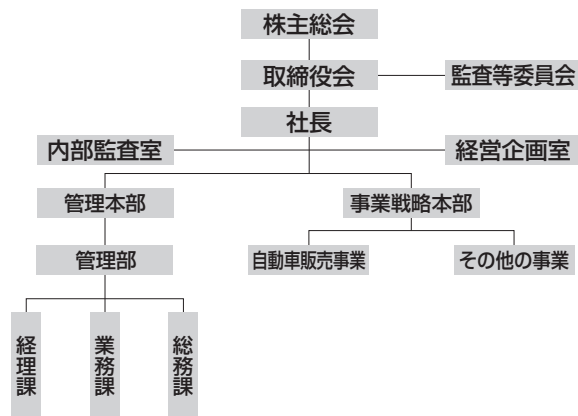 株主総会
取締役会
監査等委員会
社長
内部監査室
経営企画室
管理本部
事業戦略本部
管理部
自動車販売事業
その他の事業
経理課
業務課
総務課